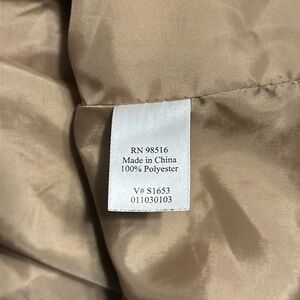 RN 98516
Made in China
100% Polyester
V# S1653
011030103